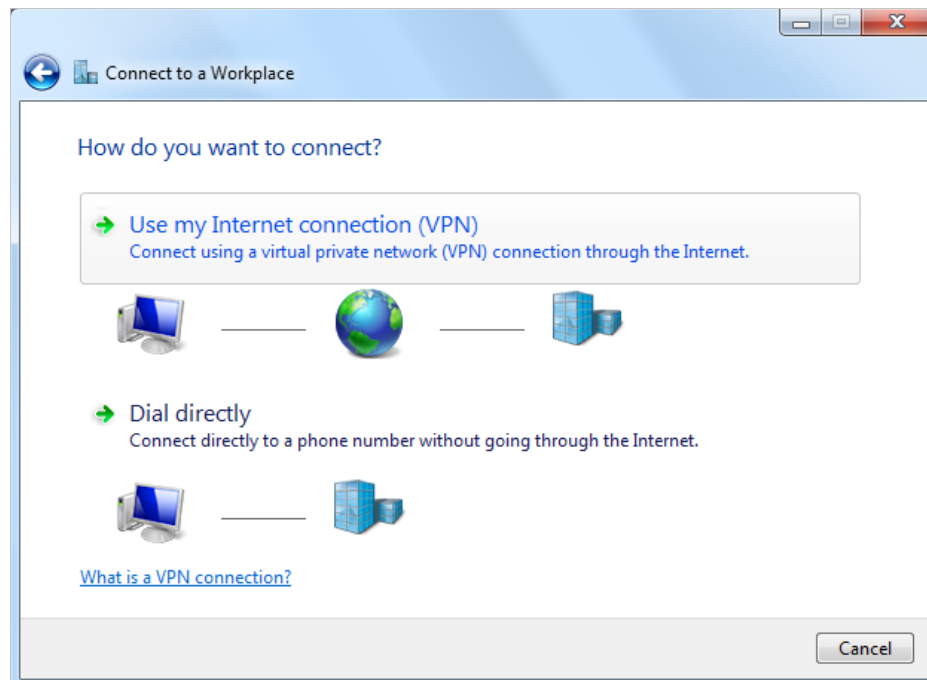 Connect to a Workplace
How do you want to connect?
Use my Internet connection (VPN)
Connect using a virtual private network (VPN) connection through the Internet.
Dial directly
Connect directly to a phone number without going through the Internet.
What is a VPN connection?
Cancel